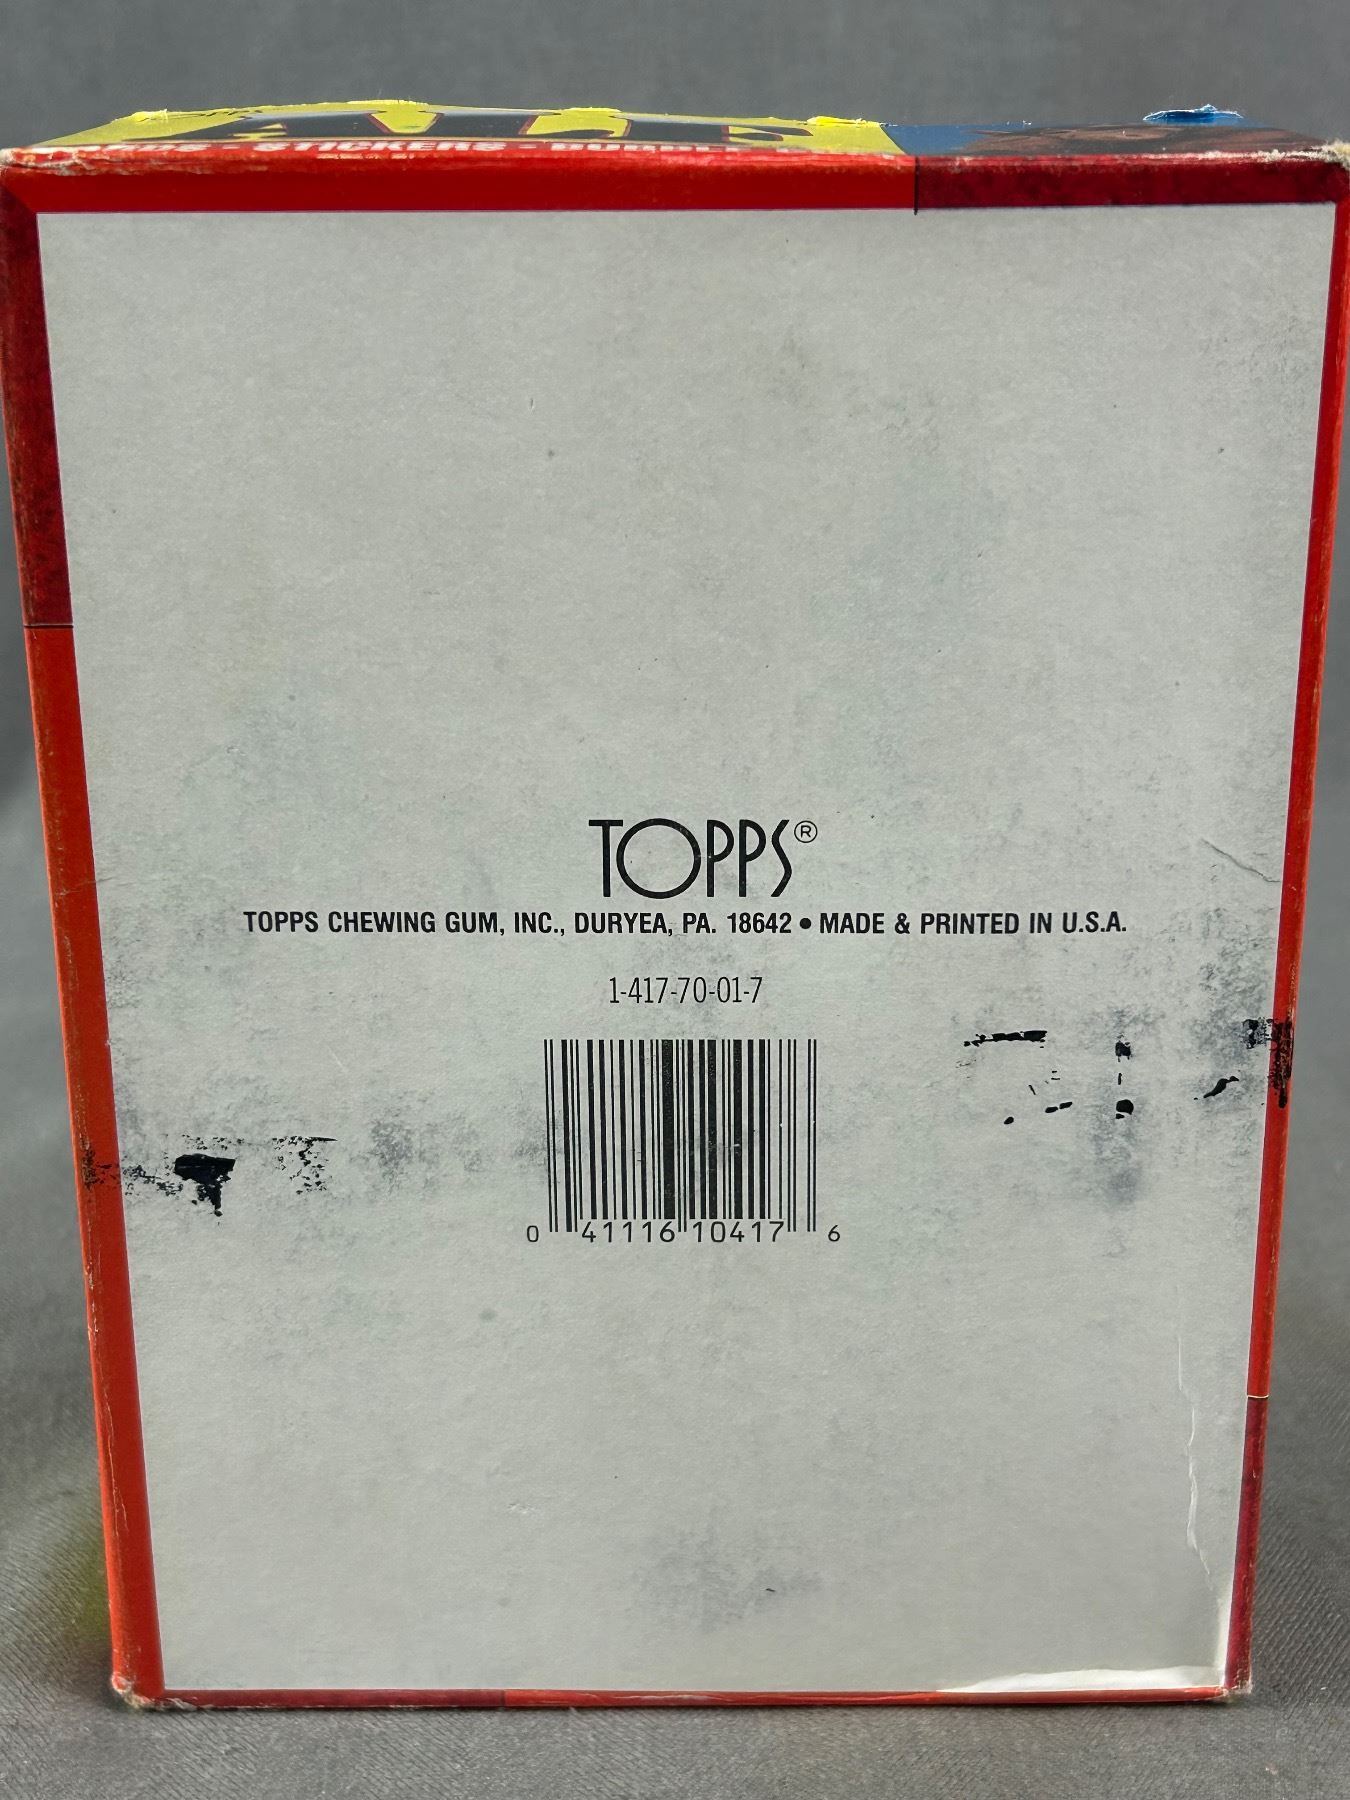 STICKERS
TOPPS®
TOPPS CHEWING GUM, INC., DURYEA, PA. 18642 • MADE & PRINTED IN U.S.A.
1-417-70-01-7
0 41116 10417 6